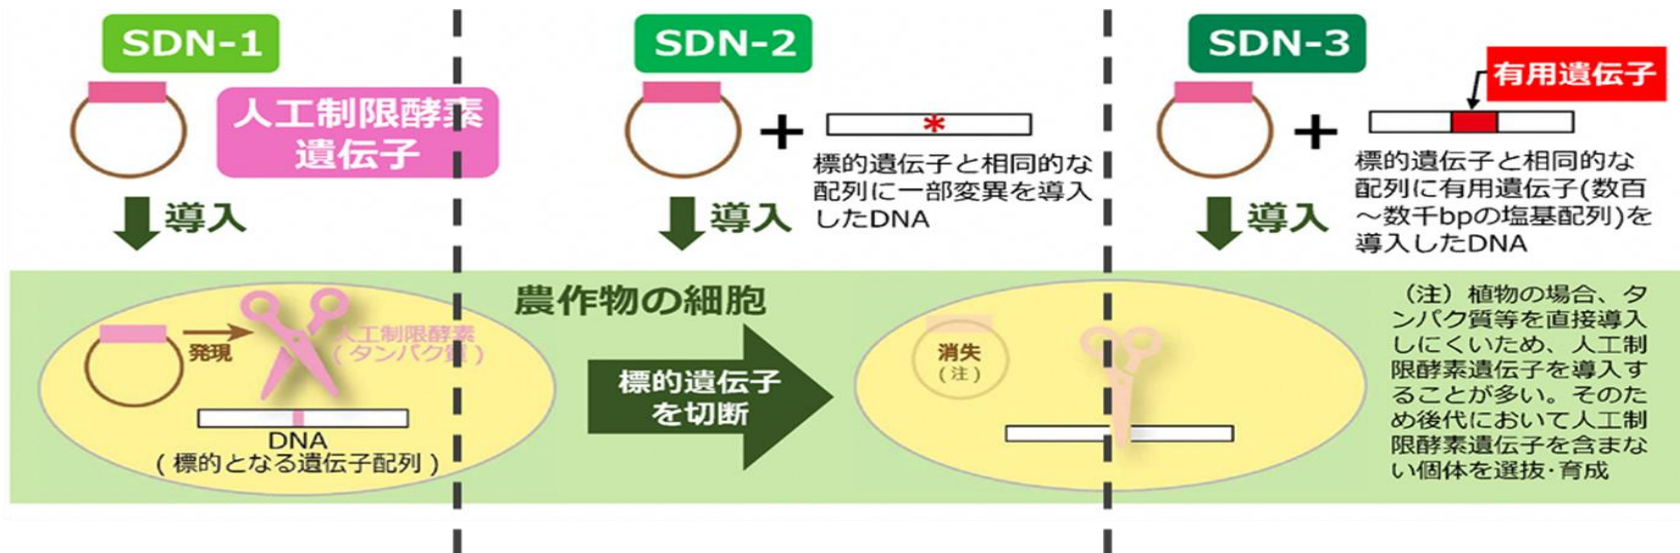 SDN-1
人工制限酵素
遺伝子
導入
SDN-2
+
*
標的遺伝子と相同的な
配列に一部変異を導入
したDNA
導入
SDN-3
有用遺伝子
+
標的遺伝子と相同的な
配列に有用遺伝子(数百
～数千bpの塩基配列)を
導入したDNA
導入
農作物の細胞
発現
人工制限酵素
(タンパク質)
DNA
(標的となる遺伝子配列)
標的遺伝子
を切断
消失
(注)
（注）植物の場合、タ
ンパク質等を直接導入
しにくいため、人工制
限酵素遺伝子を導入す
ることが多い。そのた
め後代において人工制
限酵素遺伝子を含まな
い個体を選抜･育成